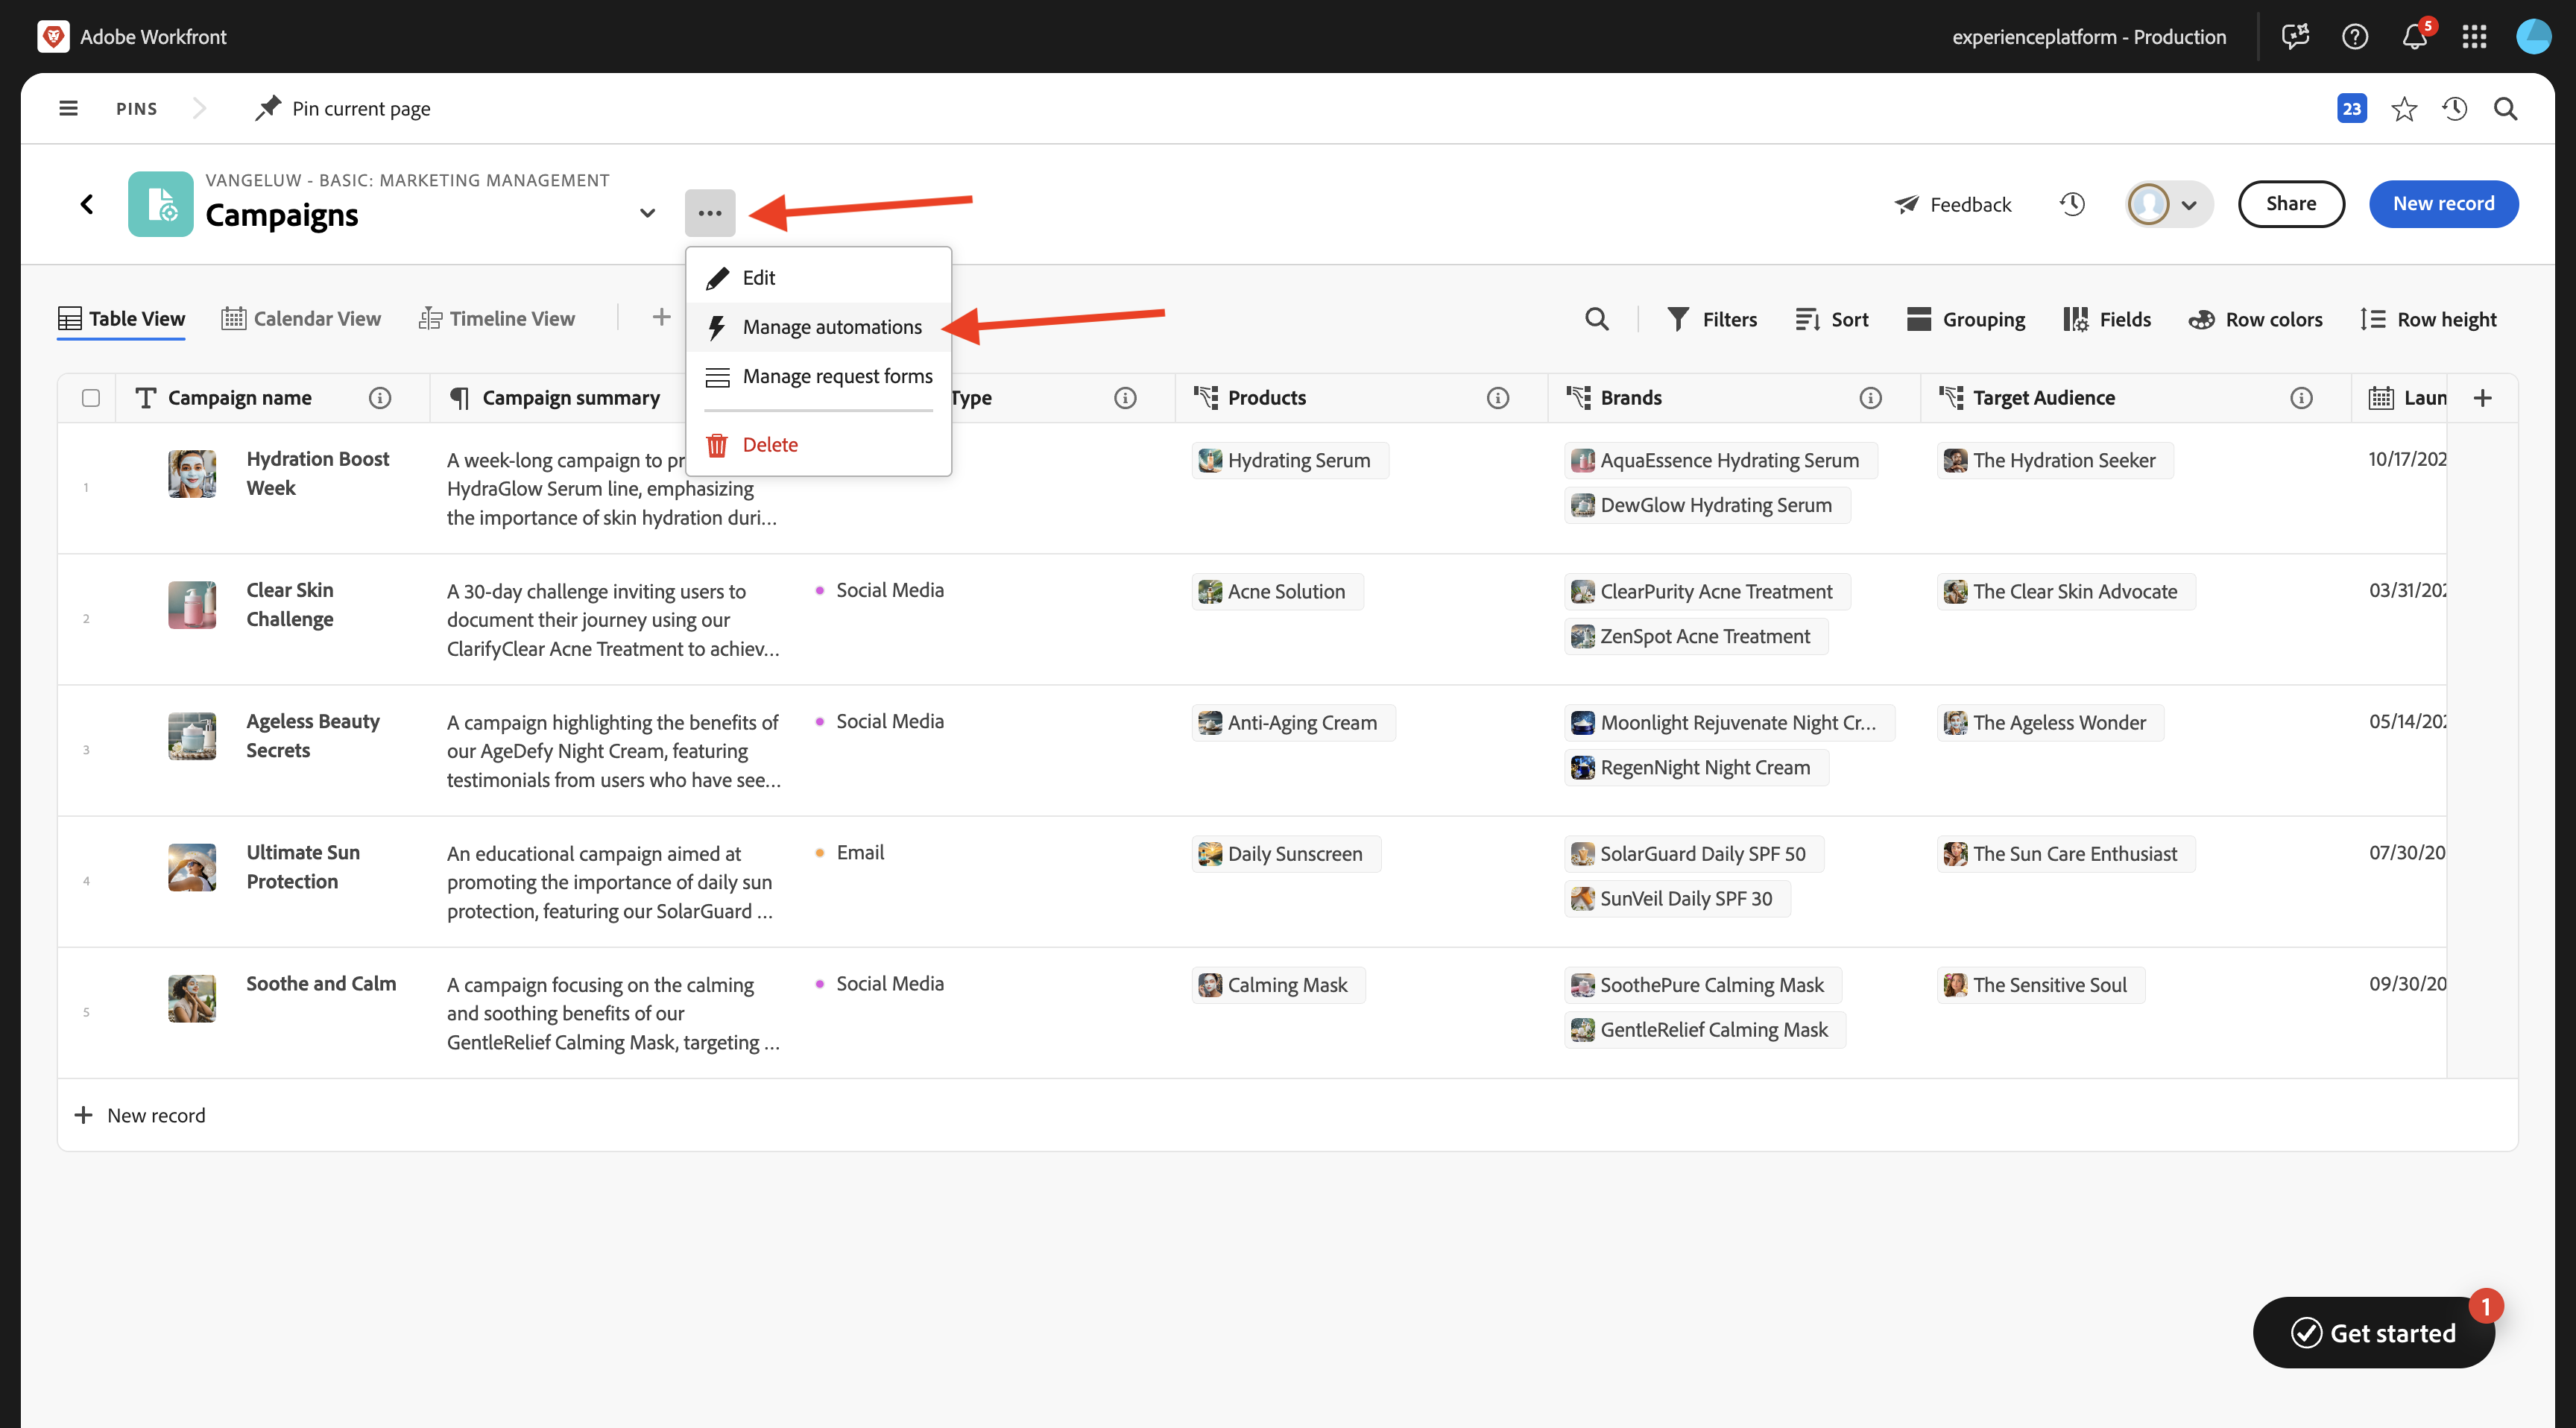 Adobe Workfront
experienceplatform - Production
5
PINS
Pin current page
23
VANGELUW - BASIC: MARKETING MANAGEMENT
Campaigns
Feedback
Share
New record
Edit
Manage automations
Manage request forms
Delete
Table View
Calendar View
Timeline View
Filters
Sort
Grouping
Fields
Row colors
Row height
Campaign name
Campaign summary
Type
Products
Brands
Target Audience
Laun
1
Hydration Boost
Week
A week-long campaign to pr
HydraGlow Serum line, emphasizing
the importance of skin hydration duri...
Hydrating Serum
AquaEssence Hydrating Serum
DewGlow Hydrating Serum
The Hydration Seeker
10/17/202
2
Clear Skin
Challenge
A 30-day challenge inviting users to
document their journey using our
ClarifyClear Acne Treatment to achiev...
Social Media
Acne Solution
ClearPurity Acne Treatment
ZenSpot Acne Treatment
The Clear Skin Advocate
03/31/202
3
Ageless Beauty
Secrets
A campaign highlighting the benefits of
our AgeDefy Night Cream, featuring
testimonials from users who have see...
Social Media
Anti-Aging Cream
Moonlight Rejuvenate Night Cr...
RegenNight Night Cream
The Ageless Wonder
05/14/202
4
Ultimate Sun
Protection
An educational campaign aimed at
promoting the importance of daily sun
protection, featuring our SolarGuard ...
Email
Daily Sunscreen
SolarGuard Daily SPF 50
SunVeil Daily SPF 30
The Sun Care Enthusiast
07/30/20
5
Soothe and Calm
A campaign focusing on the calming
and soothing benefits of our
GentleRelief Calming Mask, targeting ...
Social Media
Calming Mask
SoothePure Calming Mask
GentleRelief Calming Mask
The Sensitive Soul
09/30/20
New record
1
Get started